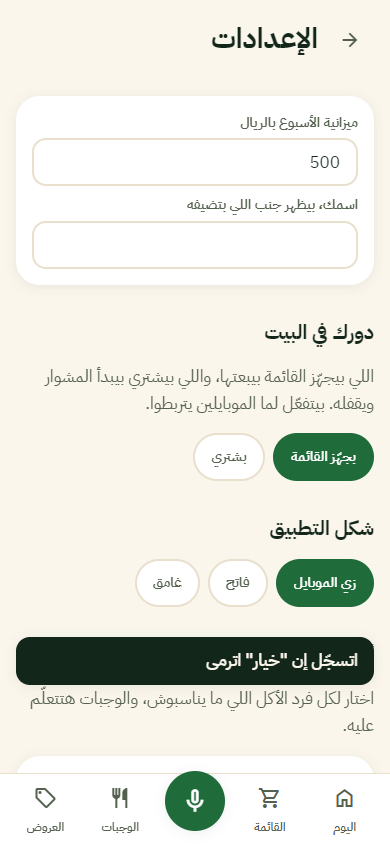 الإعدادات
ميزانية الأسبوع بالريال
500
اسمك، بيظهر جنب اللي بتضيفه
دورك في البيت
اللي بيجهّز القائمة بيبعتها، واللي بيشتري بيبدأ المشوار
ويقفله. بيتفعّل لما الموبايلين يتربطوا.
بجهّز القائمة
بشتري
شكل التطبيق
زي الموبايل
فاتح
غامق
اتسجّل إن "خيار" اترمى
اختار لكل فرد الأكل اللي ما يناسبوش، والوجبات هتتعلّم
عليه.
اليوم
القائمة
الوجبات
العروض